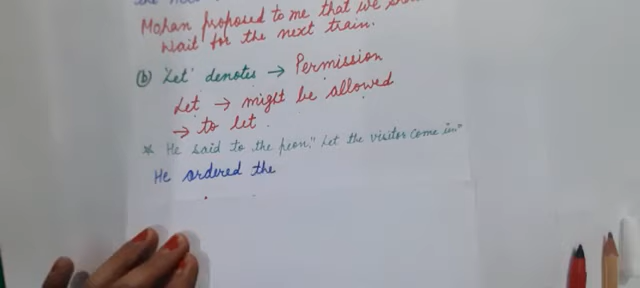 Mohan proposed to me that we
Wait for the next train.
(b) 'Let' denotes → Permission
Let → might be allowed
→ to let.
* He said to the peon," Let the visitor come in"
He ordered the